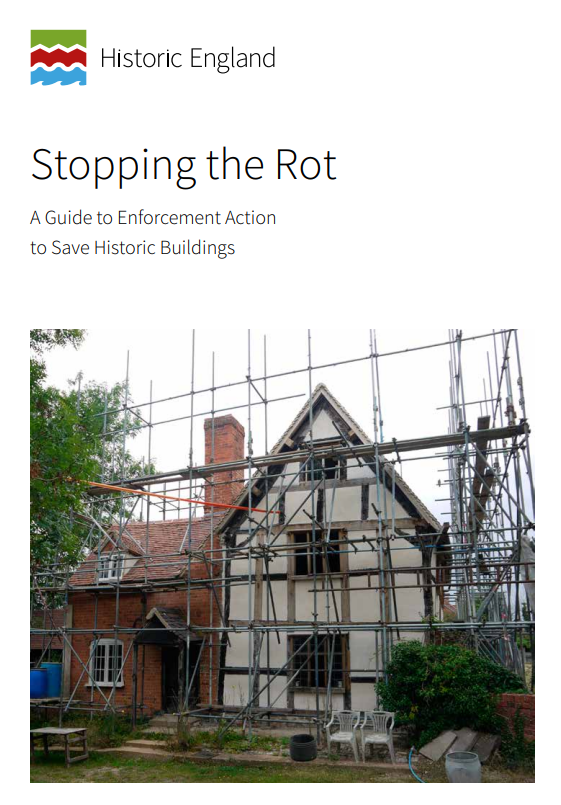 Historic England
Stopping the Rot
A Guide to Enforcement Action
to Save Historic Buildings